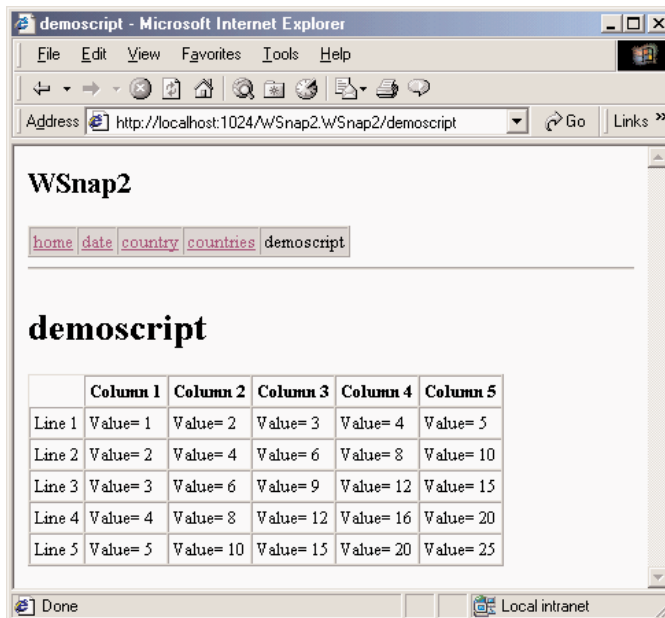 demoscript - Microsoft Internet Explorer
File Edit View Favorites Tools Help
Address http://localhost:1024/WSnap2.WSnap2/demoscript Go Links »
WSnap2
home date country countries demoscript
demoscript
Column 1 Column 2 Column 3 Column 4 Column 5
Line 1 Value= 1 Value= 2 Value= 3 Value= 4 Value= 5
Line 2 Value= 2 Value= 4 Value= 6 Value= 8 Value= 10
Line 3 Value= 3 Value= 6 Value= 9 Value= 12 Value= 15
Line 4 Value= 4 Value= 8 Value= 12 Value= 16 Value= 20
Line 5 Value= 5 Value= 10 Value= 15 Value= 20 Value= 25
Done Local intranet